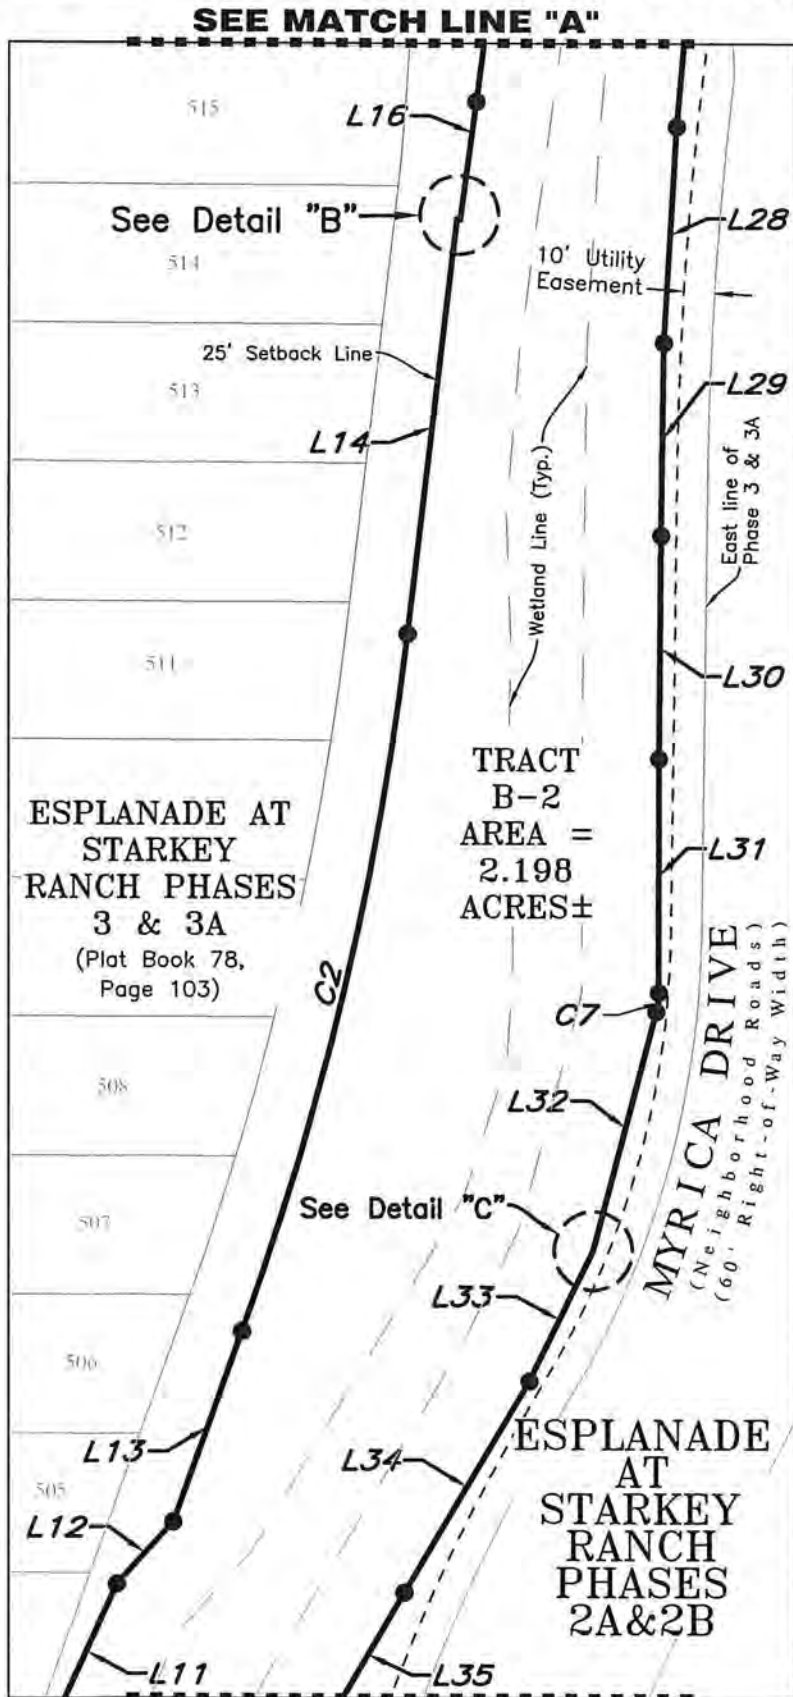 SEE MATCH LINE "A"
515
L16
See Detail "B"
514
L28
10' Utility
Easement
25' Setback Line
513
L29
L14
Wetland Line (Typ.)
East line of
Phase 3 & 3A
512
511
L30
TRACT
B-2
AREA =
2.198
ACRES±
ESPLANADE AT
STARKEY
RANCH PHASES
3 & 3A
(Plat Book 78,
Page 103)
L31
C2
C7
MYRICA DRIVE
(Neighborhood Roads)
(60' Right-of-Way Width)
508
L32
507
See Detail "C"
L33
506
L13
L34
505
L12
ESPLANADE
AT
STARKEY
RANCH
PHASES
2A&2B
L11
L35